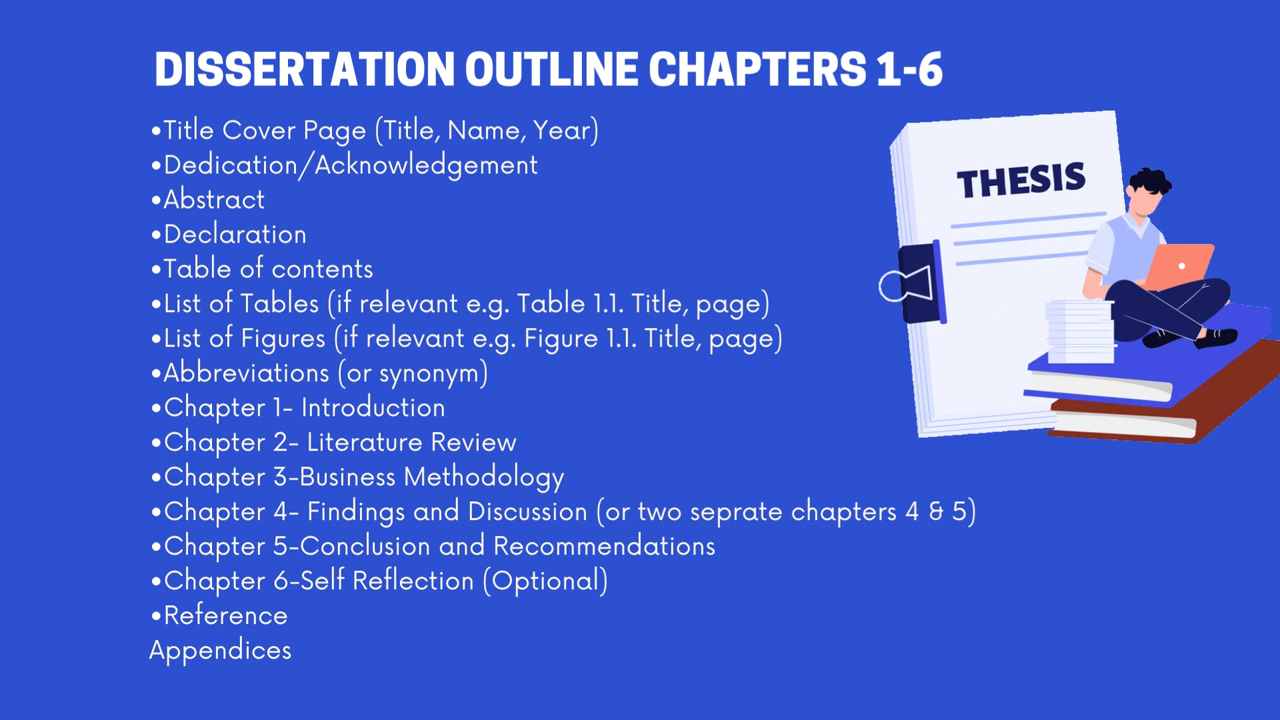 DISSERTATION OUTLINE CHAPTERS 1-6
•Title Cover Page (Title, Name, Year)
•Dedication/Acknowledgement
•Abstract
•Declaration
•Table of contents
•List of Tables (if relevant e.g. Table 1.1. Title, page)
•List of Figures (if relevant e.g. Figure 1.1. Title, page)
•Abbreviations (or synonym)
•Chapter 1- Introduction
•Chapter 2- Literature Review
•Chapter 3-Business Methodology
•Chapter 4- Findings and Discussion (or two seprate chapters 4 & 5)
•Chapter 5-Conclusion and Recommendations
•Chapter 6-Self Reflection (Optional)
•Reference
Appendices
THESIS